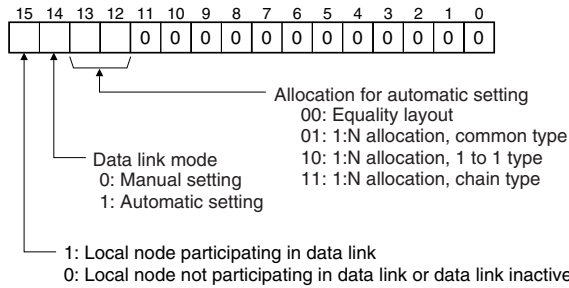 15 14 13 12 11 10 9 8 7 6 5 4 3 2 1 0
0 0 0 0 0 0 0 0 0 0 0 0
Allocation for automatic setting
00: Equality layout
01: 1:N allocation, common type
10: 1:N allocation, 1 to 1 type
11: 1:N allocation, chain type
Data link mode
0: Manual setting
1: Automatic setting
1: Local node participating in data link
0: Local node not participating in data link or data link inactive